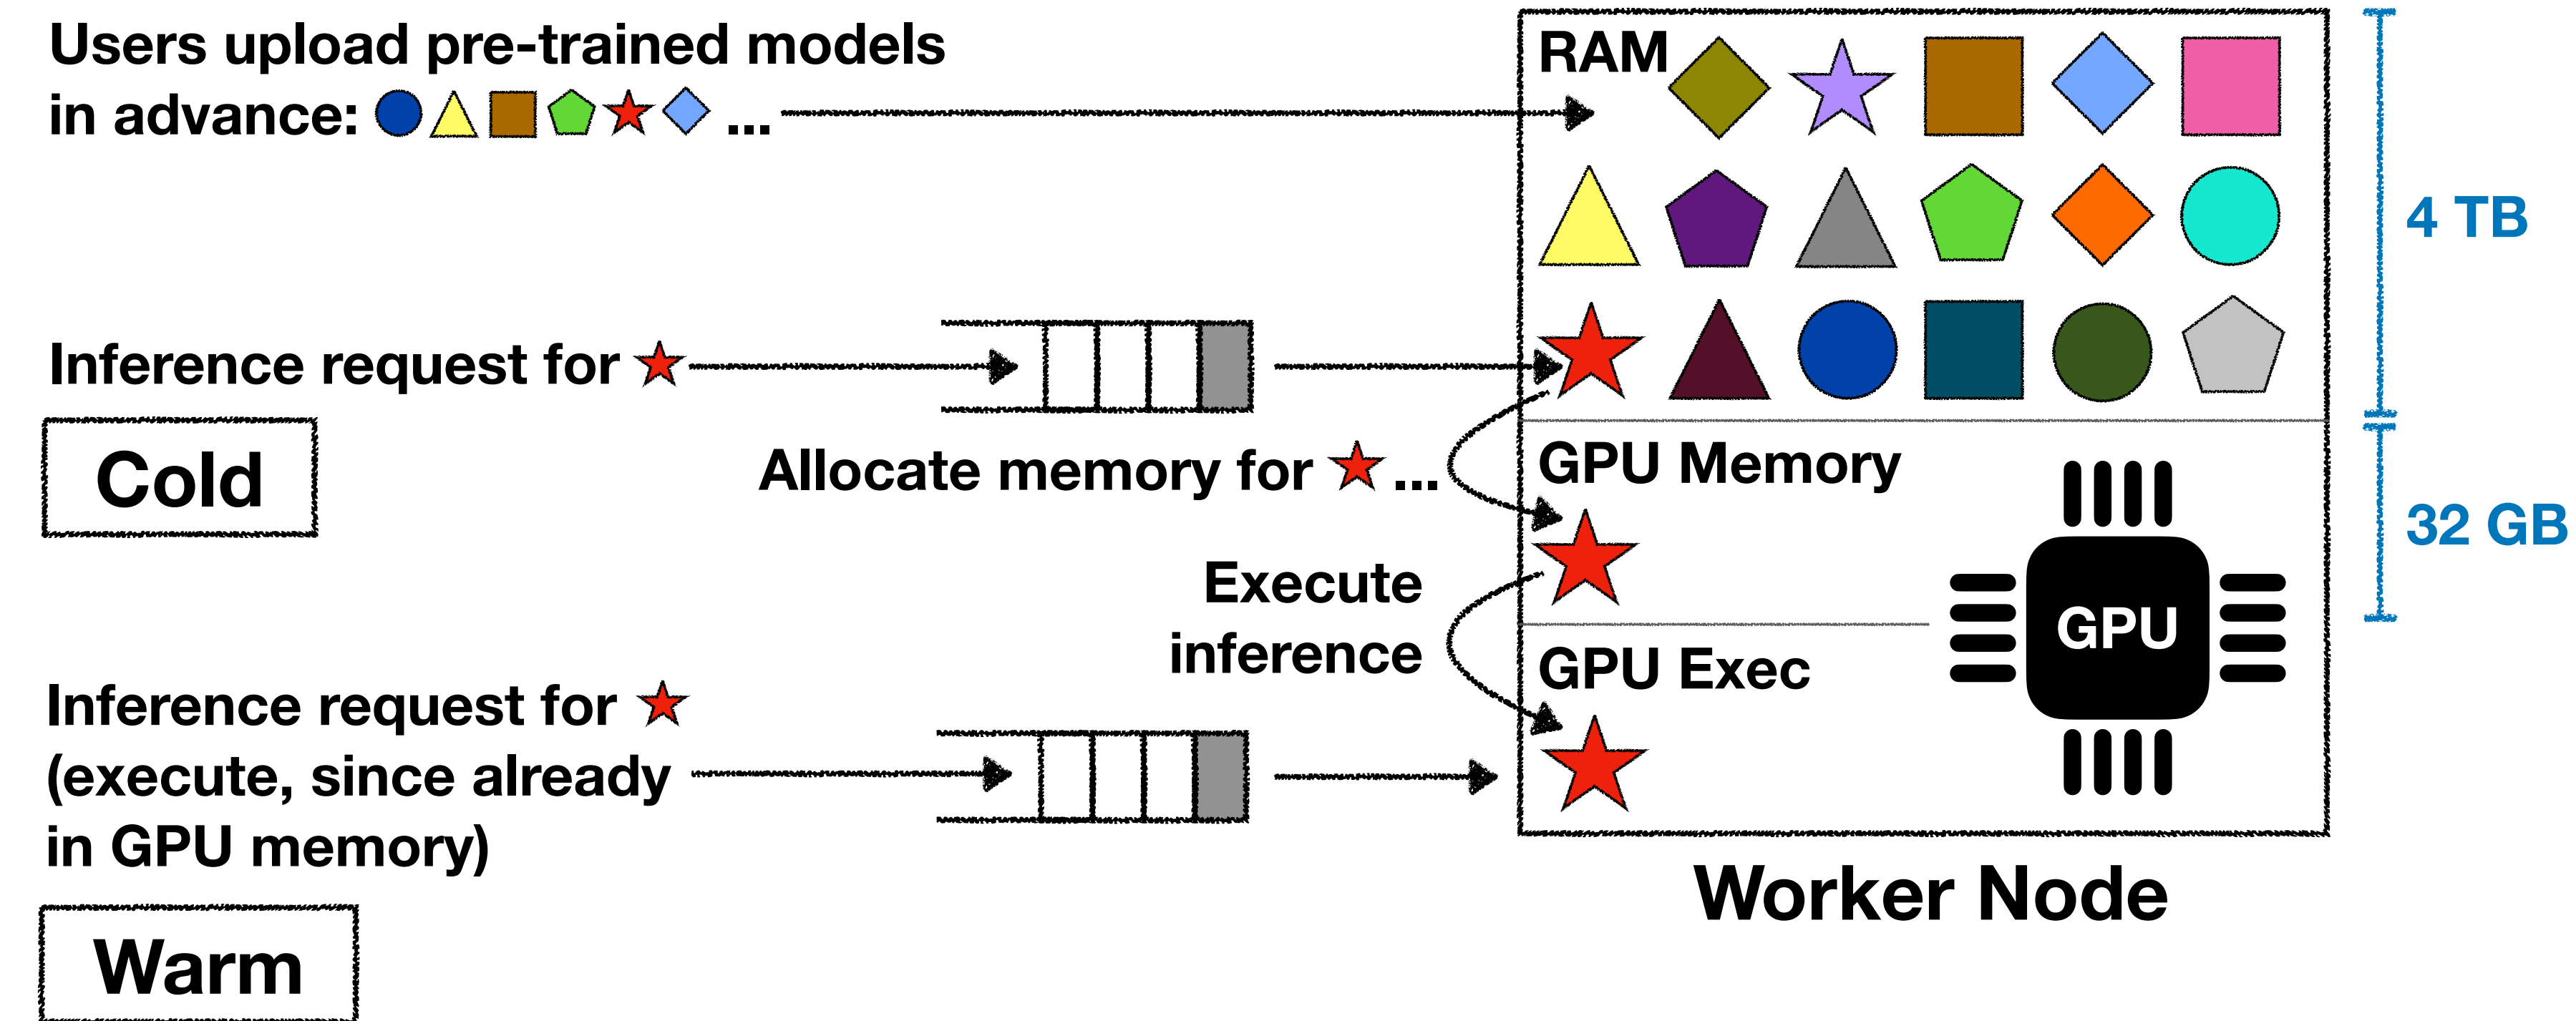 Users upload pre-trained models
in advance: ...
RAM
4 TB
Inference request for
Cold
Allocate memory for ...
GPU Memory
32 GB
Execute
inference
GPU
GPU Exec
Inference request for
(execute, since already
in GPU memory)
Warm
Worker Node